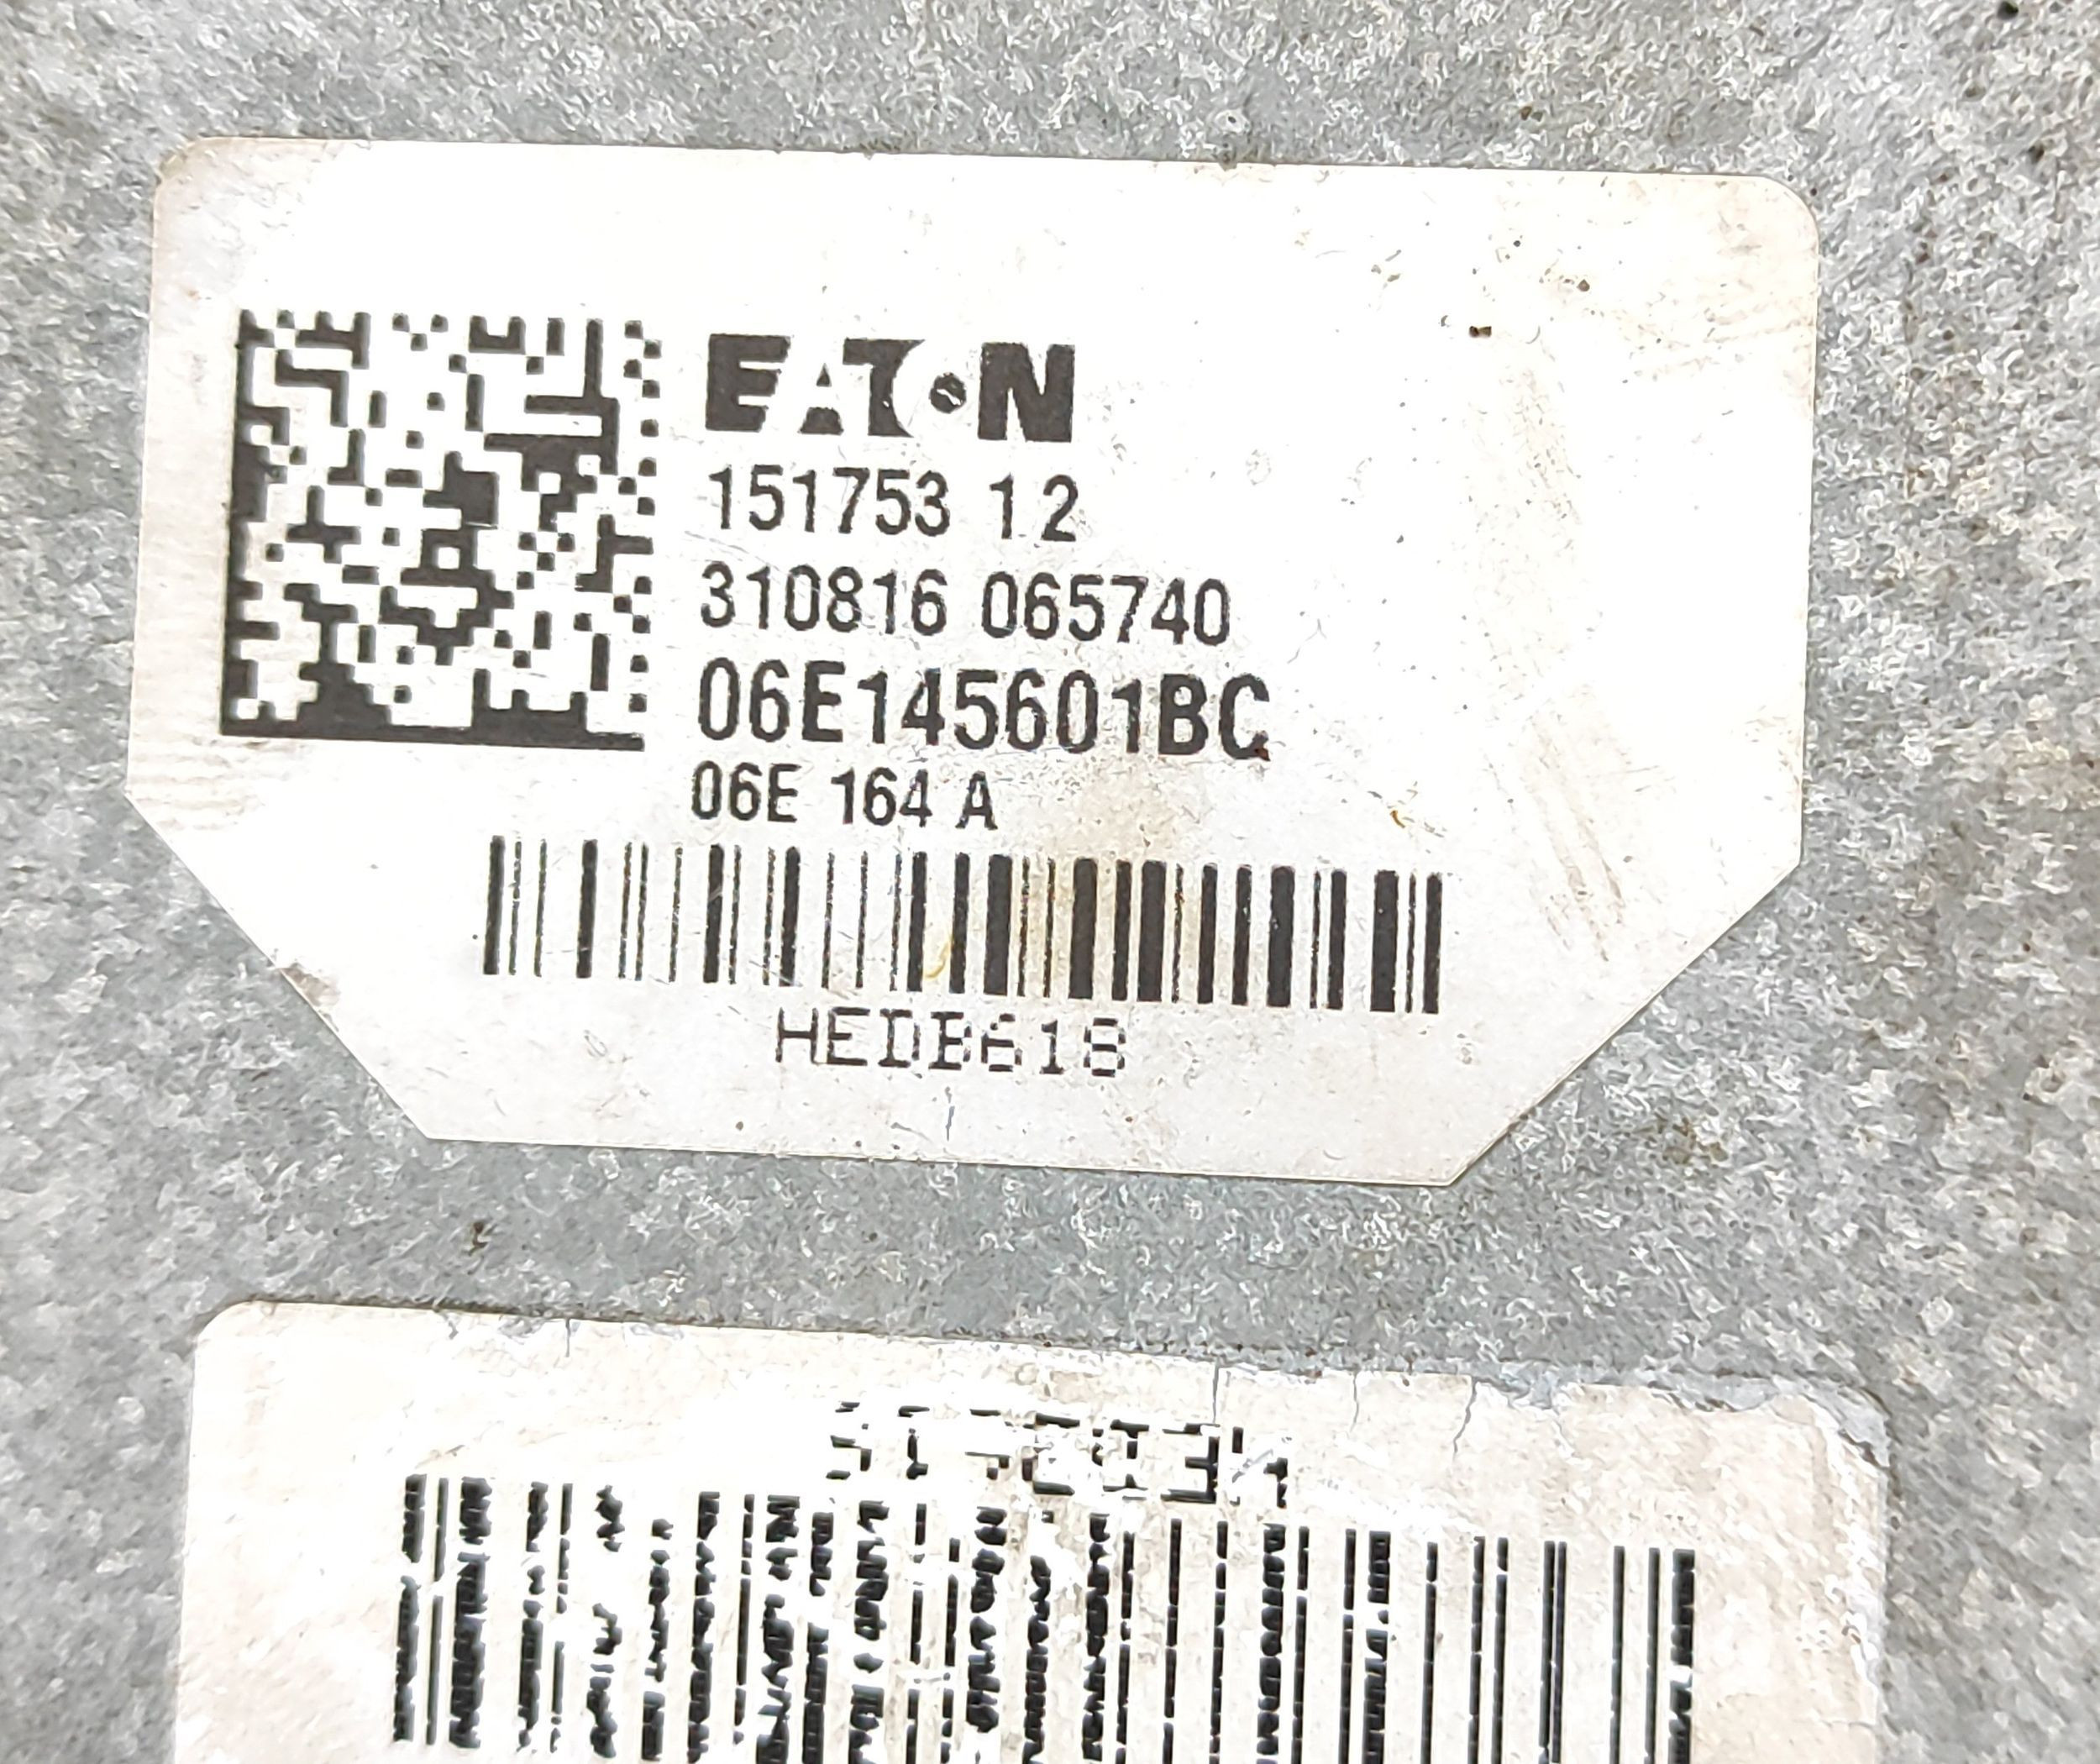 EATON
151753 12
310816 065740
06E145601BC
06E 164 A
HEDB618